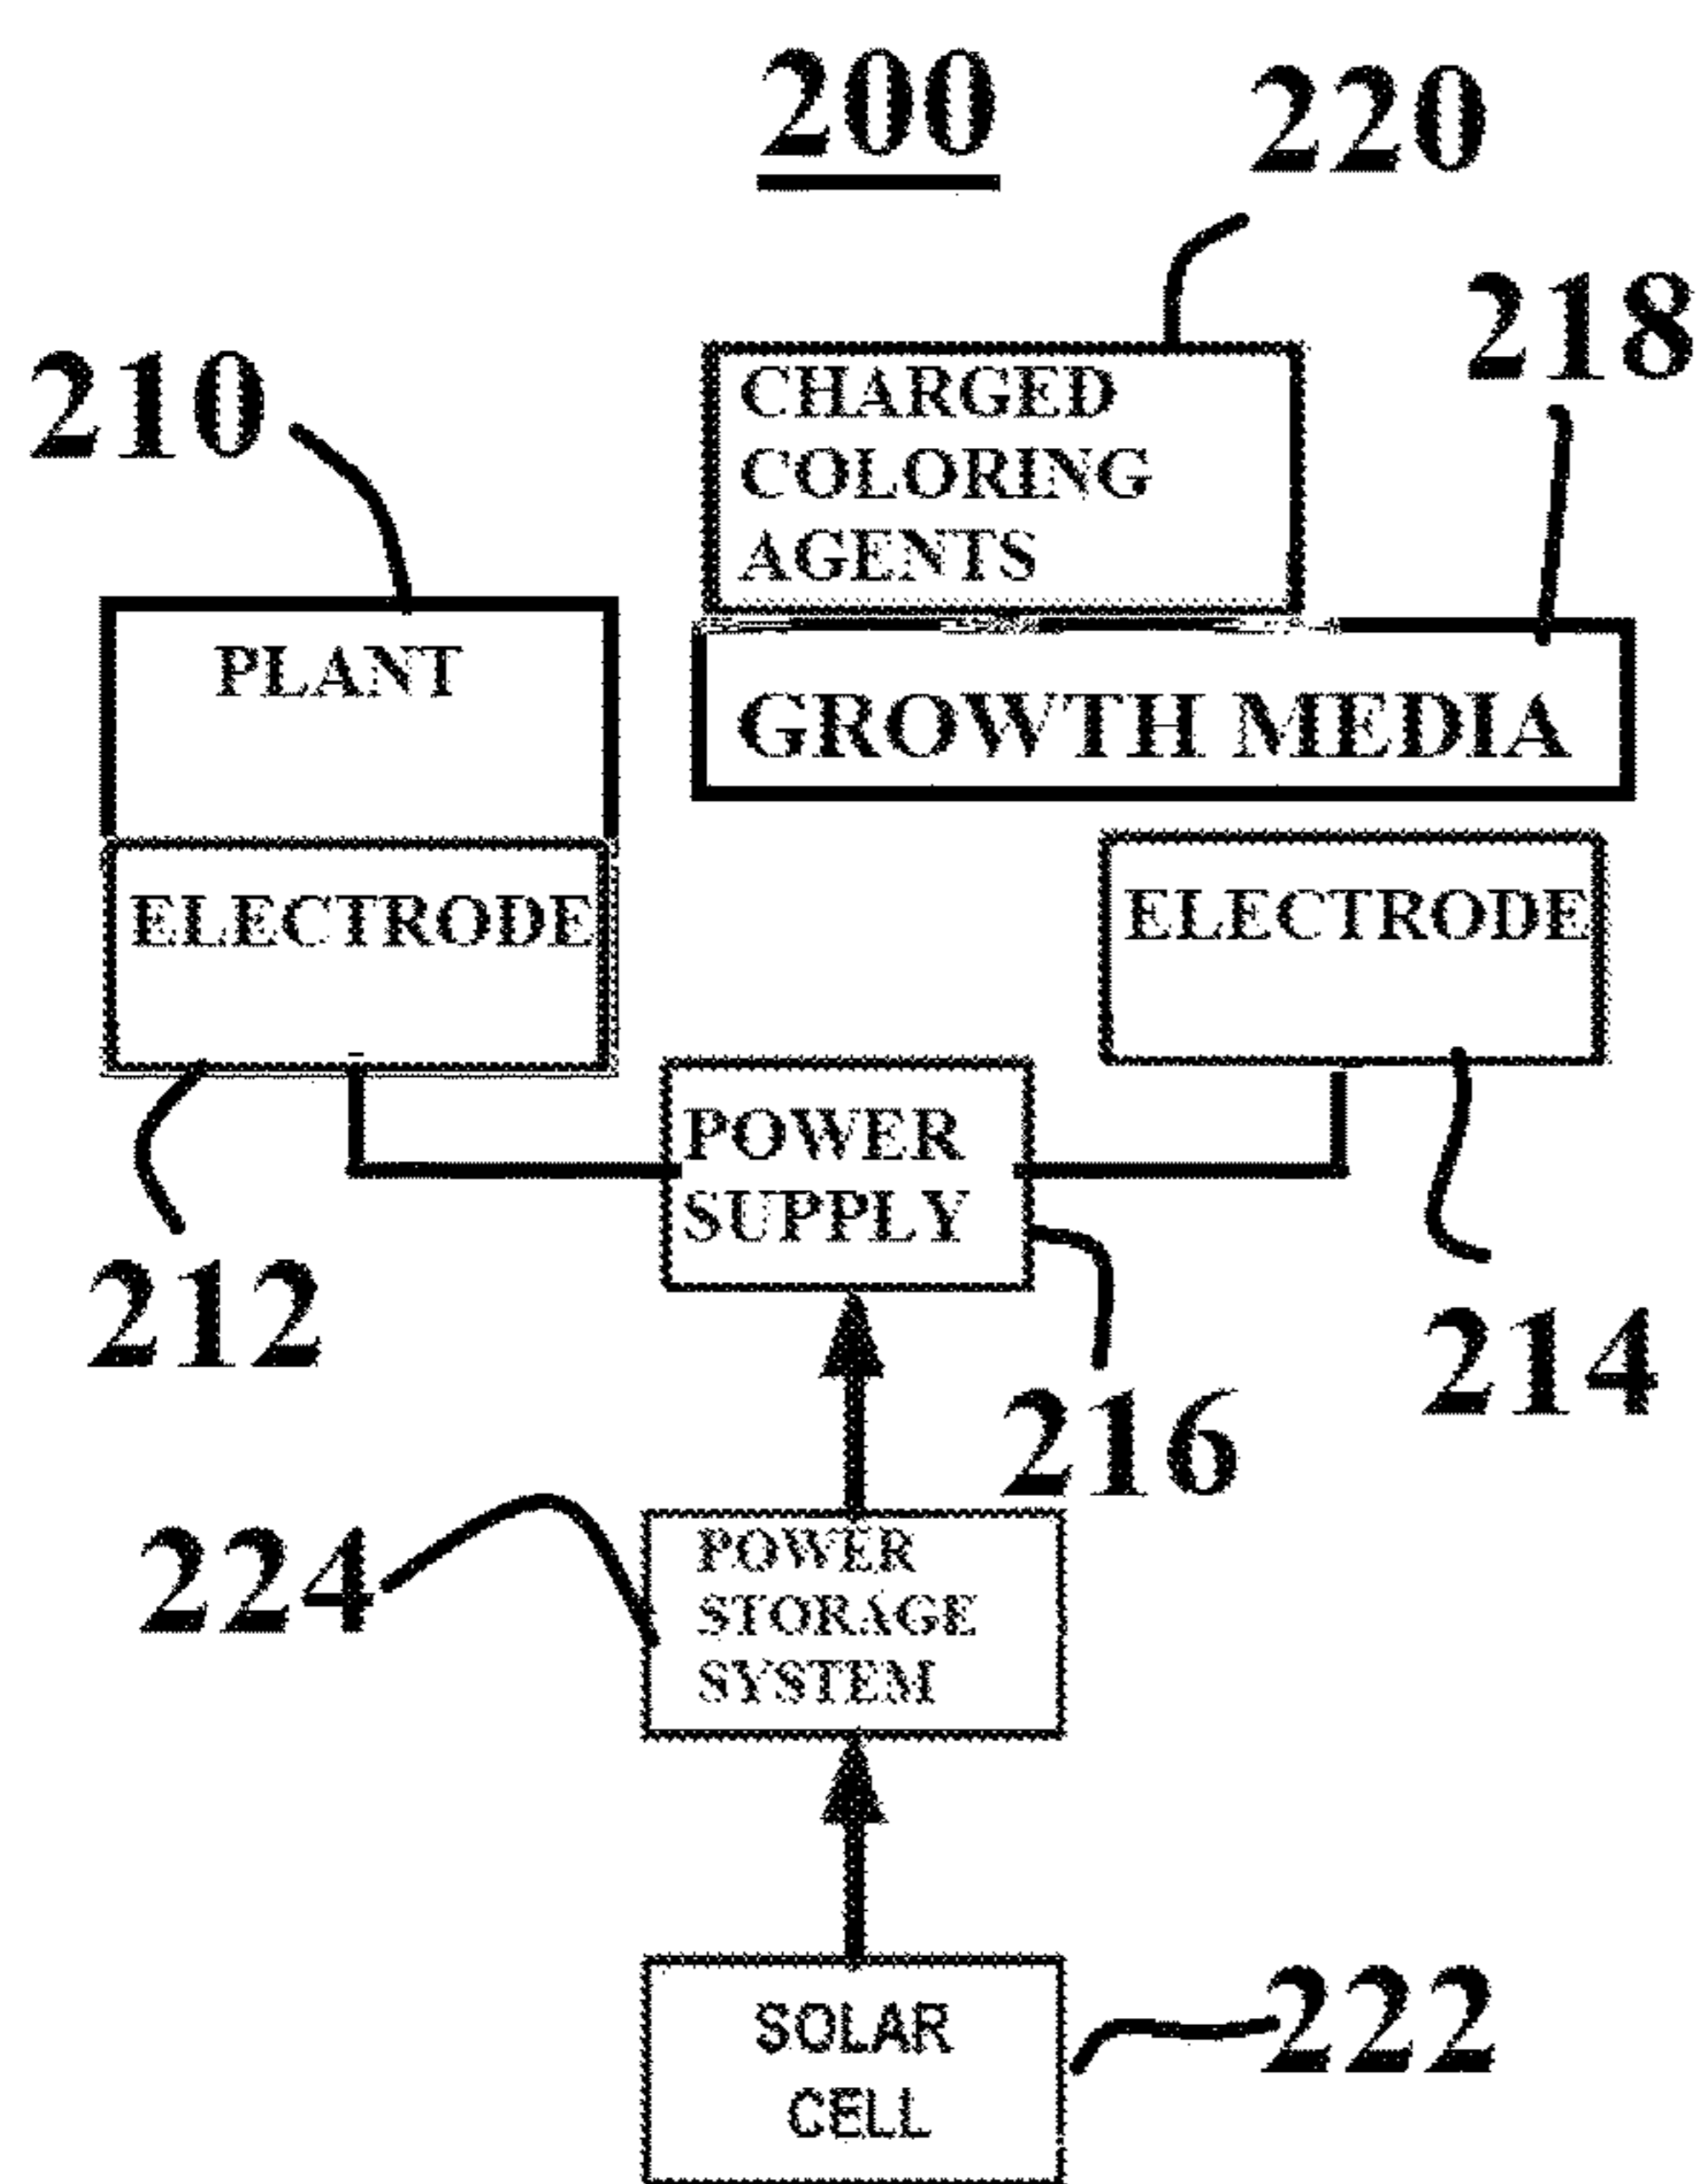 200
220
218
210
CHARGED
COLORING
AGENTS
PLANT
GROWTH MEDIA
ELECTRODE
ELECTRODE
POWER
SUPPLY
212
214
216
224
POWER
STORAGE
SYSTEM
SOLAR
CELL
222